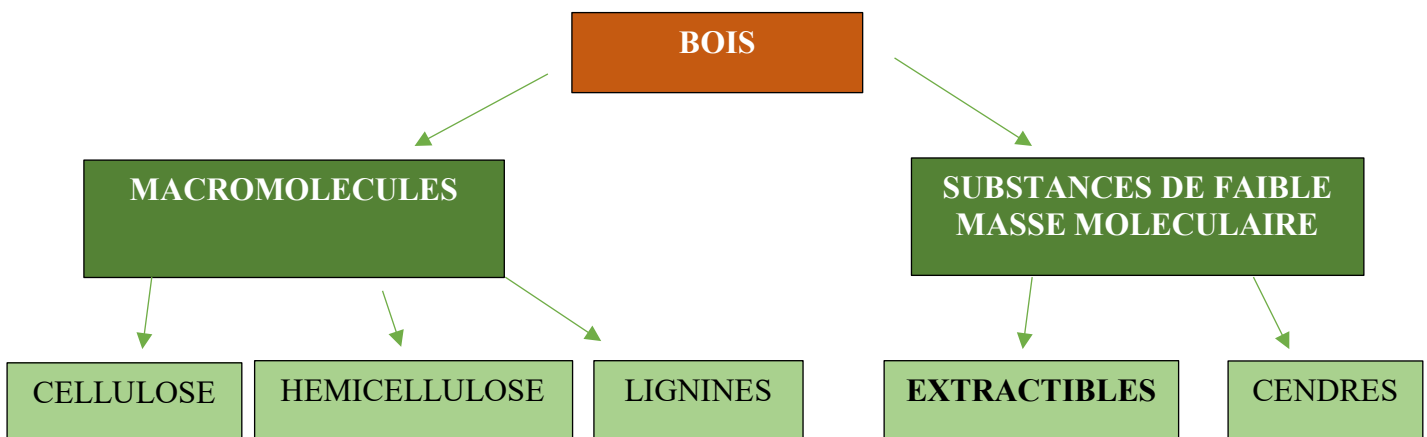 BOIS
MACROMOLECULES
SUBSTANCES DE FAIBLE
MASSE MOLECULAIRE
CELLULOSE
HEMICELLULOSE
LIGNINES
EXTRACTIBLES
CENDRES